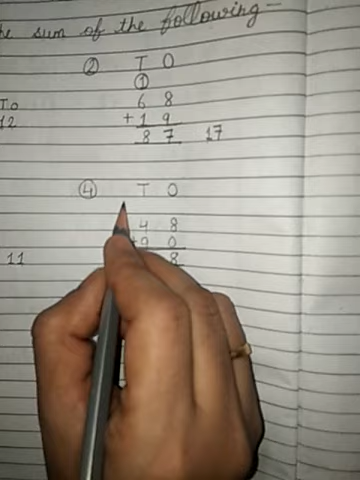 he sum of the following-
② T O
①
To 6 8
12 + 1 9
8 7 17
④ T O
4 8
+ 9 0
11 8